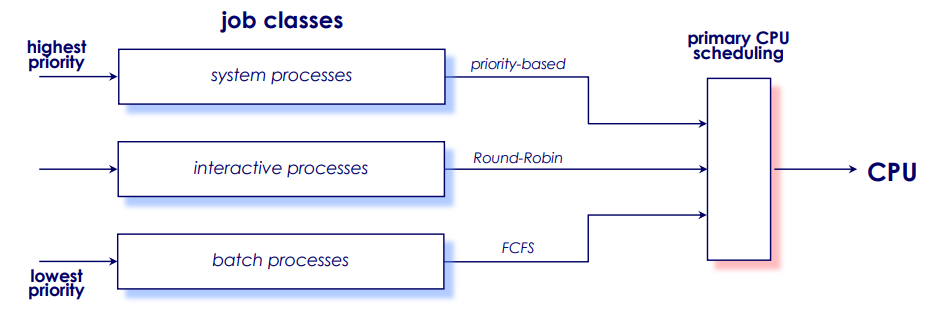 job classes
highest
priority
system processes
priority-based
primary CPU
scheduling
interactive processes
Round-Robin
CPU
batch processes
FCFS
lowest
priority